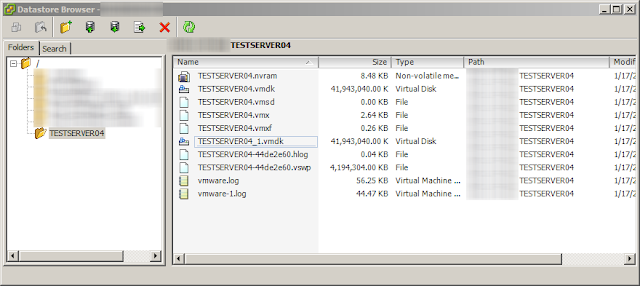 Datastore Browser -
Folders Search
TESTSERVER04
/
TESTSERVER04
Name Size Type Path Modif
TESTSERVER04.nvram 8.48 KB Non-volatile me... TESTSERVER04 1/17/2
TESTSERVER04.vmdk 41,943,040.00 K Virtual Disk TESTSERVER04 1/17/2
TESTSERVER04.vmsd 0.00 KB File TESTSERVER04 1/17/2
TESTSERVER04.vmx 2.64 KB File TESTSERVER04 1/17/2
TESTSERVER04.vmxf 0.26 KB File TESTSERVER04 1/17/2
TESTSERVER04_1.vmdk 41,943,040.00 K Virtual Disk TESTSERVER04 1/17/2
TESTSERVER04-44de2e60.hlog 0.04 KB File TESTSERVER04 1/17/2
TESTSERVER04-44de2e60.vswp 4,194,304.00 KB File TESTSERVER04 1/17/2
vmware.log 56.25 KB Virtual Machine ... TESTSERVER04 1/17/2
vmware-1.log 44.47 KB Virtual Machine ... TESTSERVER04 1/17/2